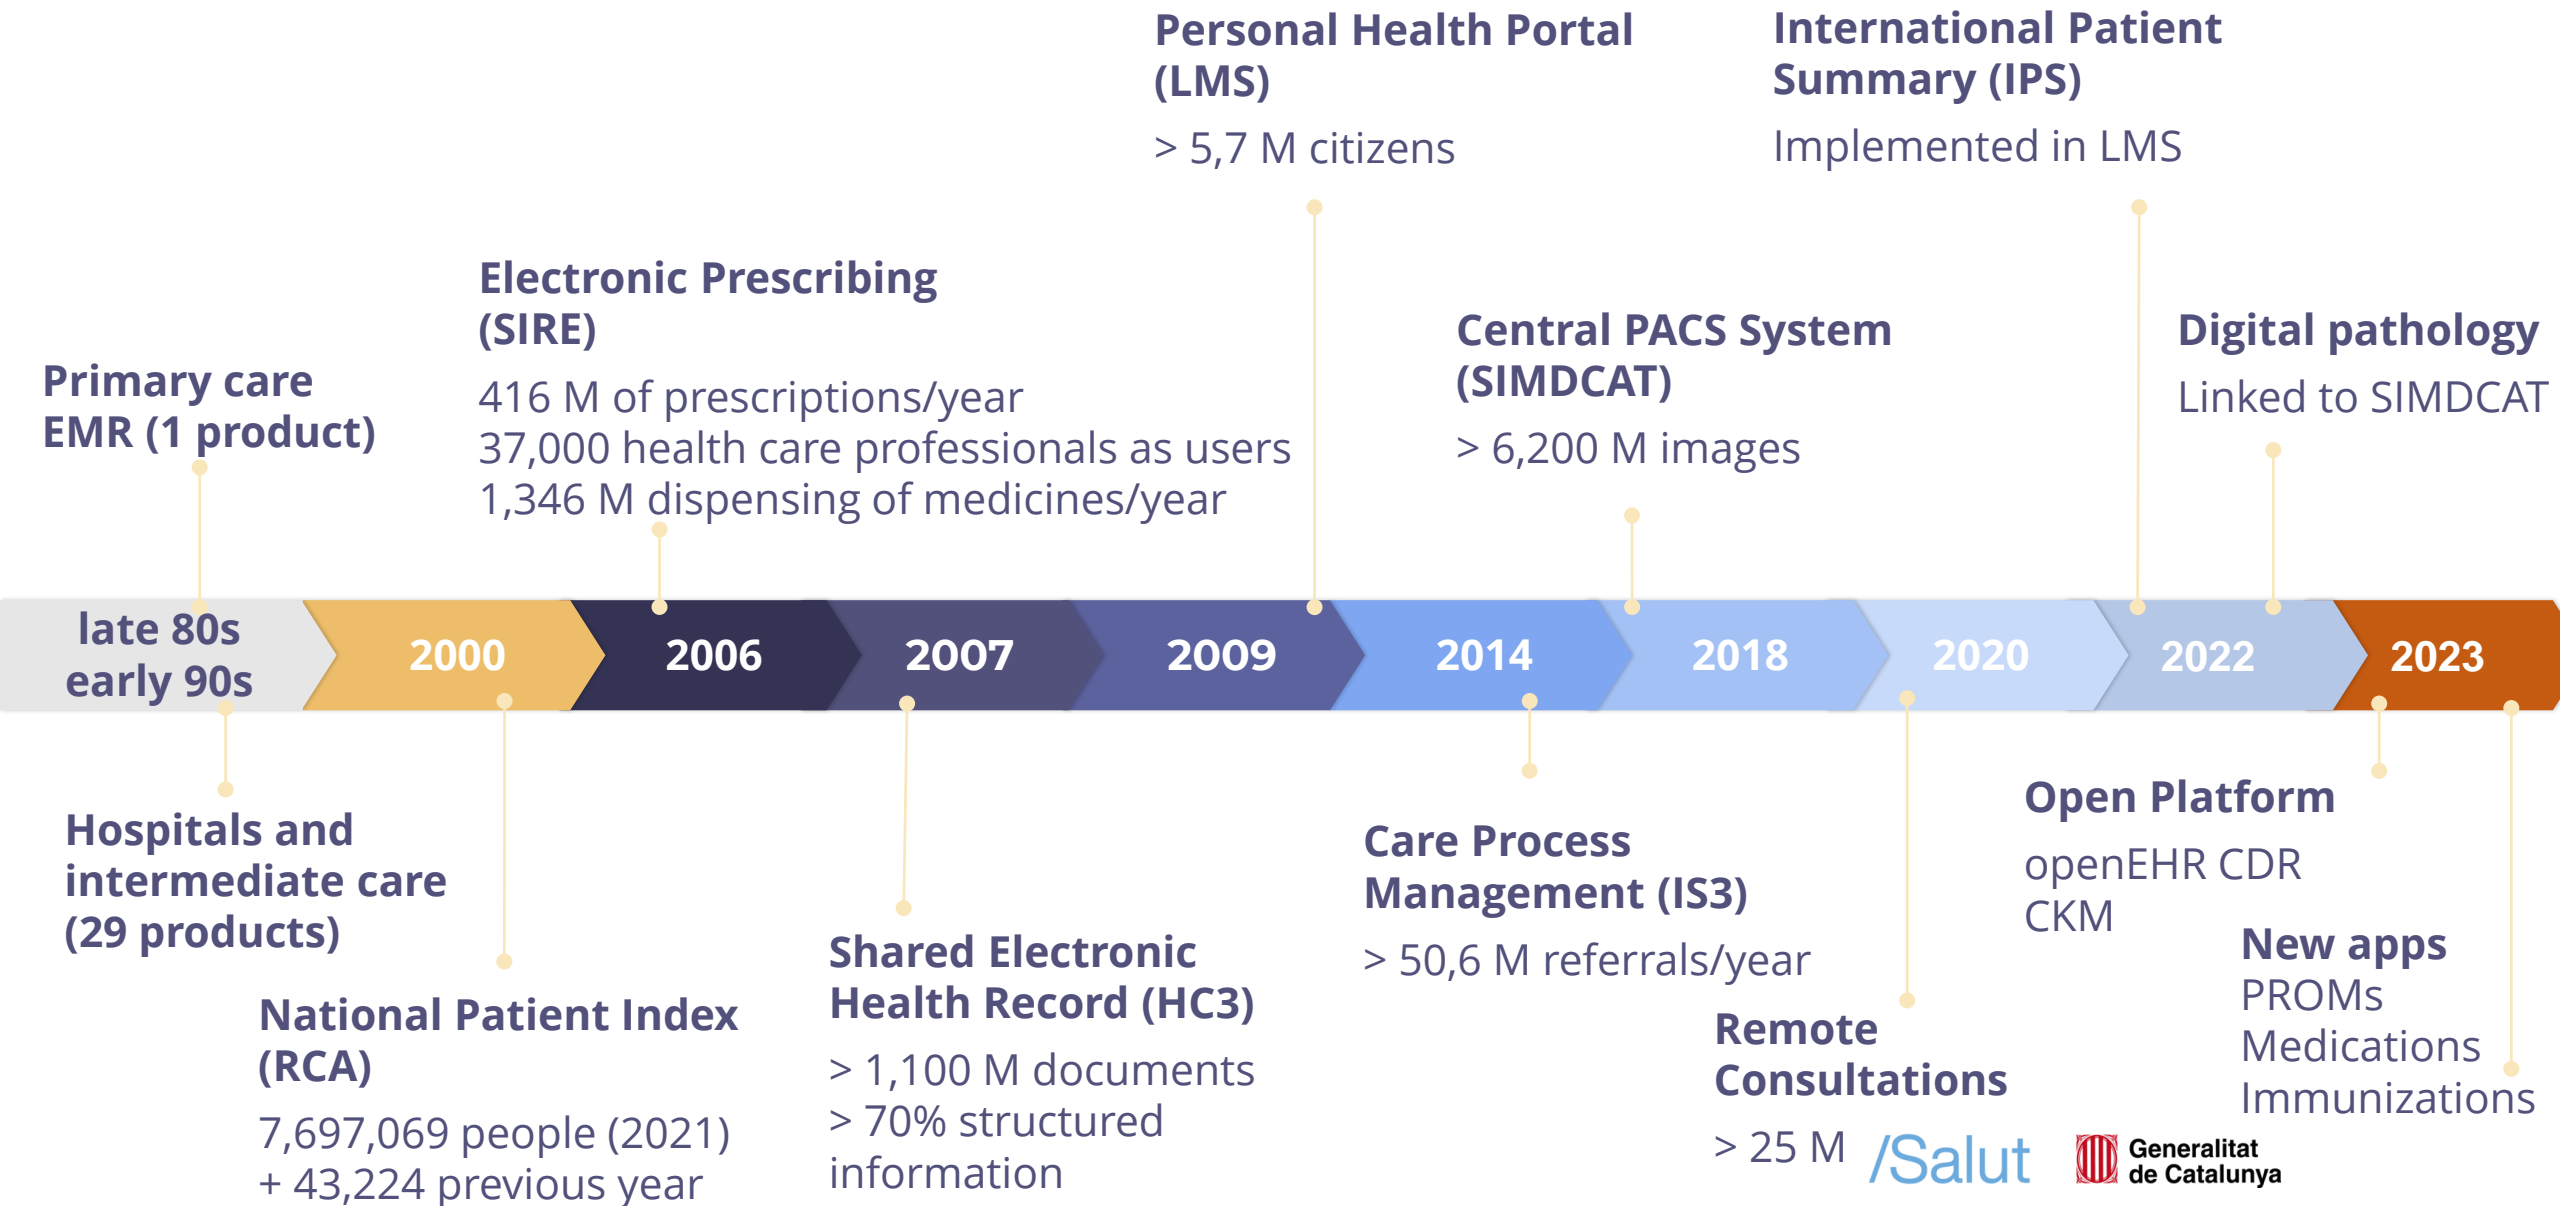 Personal Health Portal
(LMS)
> 5,7 M citizens
International Patient
Summary (IPS)
Implemented in LMS
Electronic Prescribing
(SIRE)
416 M of prescriptions/year
37,000 health care professionals as users
1,346 M dispensing of medicines/year
Central PACS System
(SIMDCAT)
> 6,200 M images
Digital pathology
Linked to SIMDCAT
Primary care
EMR (1 product)
late 80s
early 90s
2000
2006
2007
2009
2014
2018
2020
2022
2023
Hospitals and
intermediate care
(29 products)
National Patient Index
(RCA)
7,697,069 people (2021)
+ 43,224 previous year
Shared Electronic
Health Record (HC3)
> 1,100 M documents
> 70% structured
information
Care Process
Management (IS3)
> 50,6 M referrals/year
Remote
Consultations
> 25 M
Open Platform
openEHR CDR
CKM
New apps
PROMs
Medications
Immunizations
/Salut
Generalitat
de Catalunya